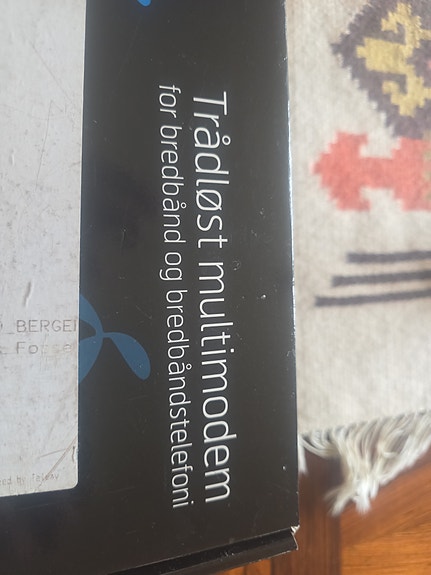 Trådløst multimodem
for bredbånd og bredbåndstelefoni
BERGE